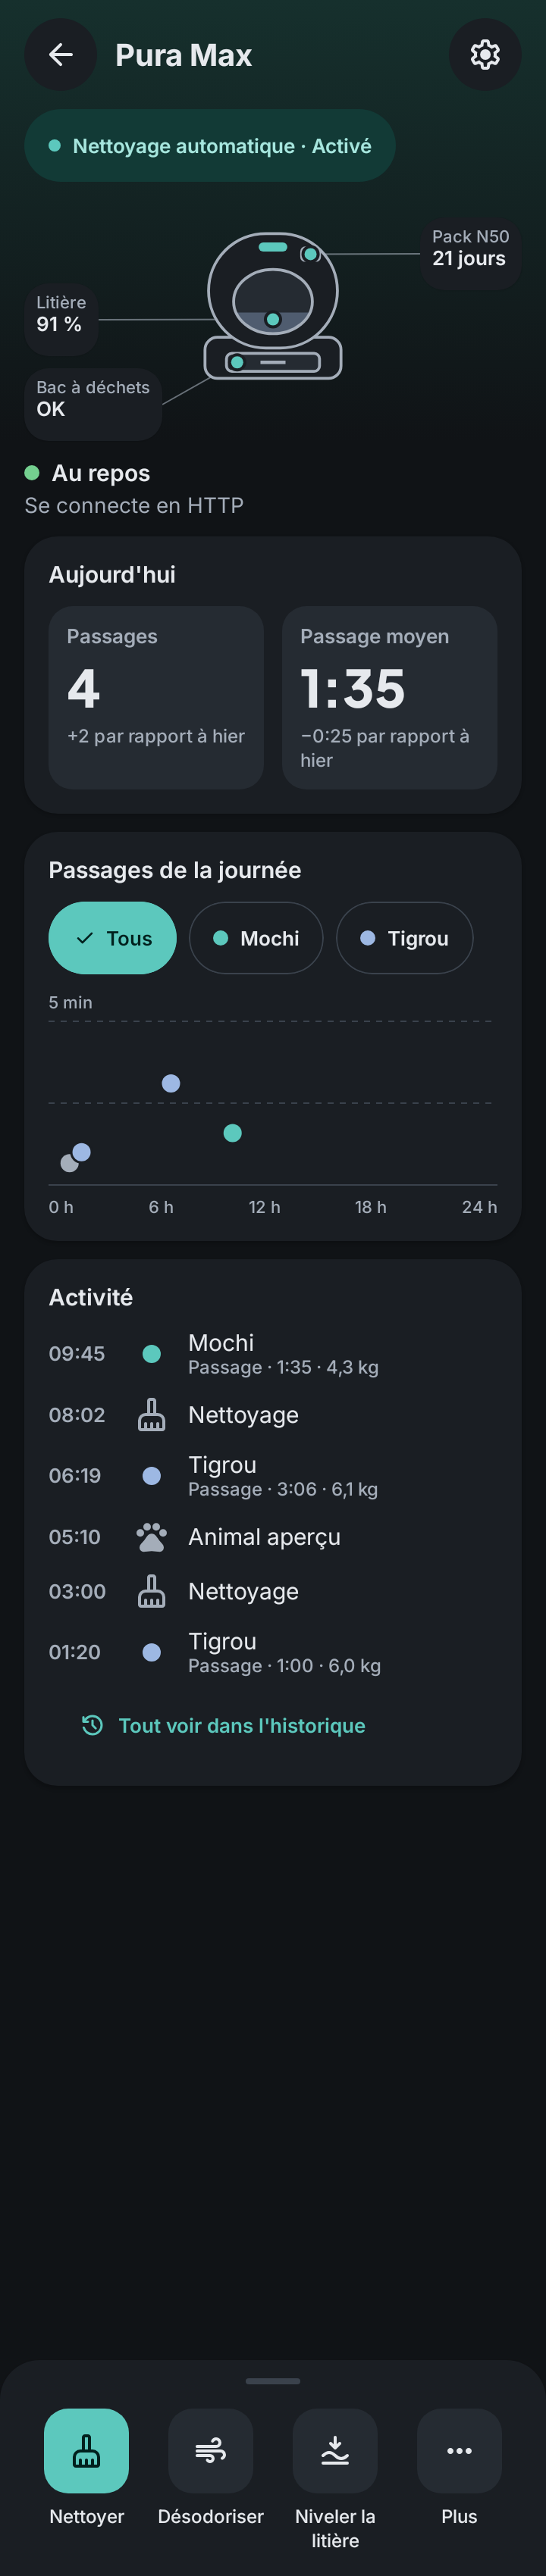 Pura Max
Nettoyage automatique · Activé
Pack N50
21 jours
Litière
91 %
Bac à déchets
OK
Au repos
Se connecte en HTTP
Aujourd'hui
Passages
4
+2 par rapport à hier
Passage moyen
1:35
−0:25 par rapport à
hier
Passages de la journée
Tous
Mochi
Tigrou
5 min
0 h
6 h
12 h
18 h
24 h
Activité
09:45
Mochi
Passage · 1:35 · 4,3 kg
08:02
Nettoyage
06:19
Tigrou
Passage · 3:06 · 6,1 kg
05:10
Animal aperçu
03:00
Nettoyage
01:20
Tigrou
Passage · 1:00 · 6,0 kg
Tout voir dans l'historique
Nettoyer
Désodoriser
Niveler la
litière
Plus